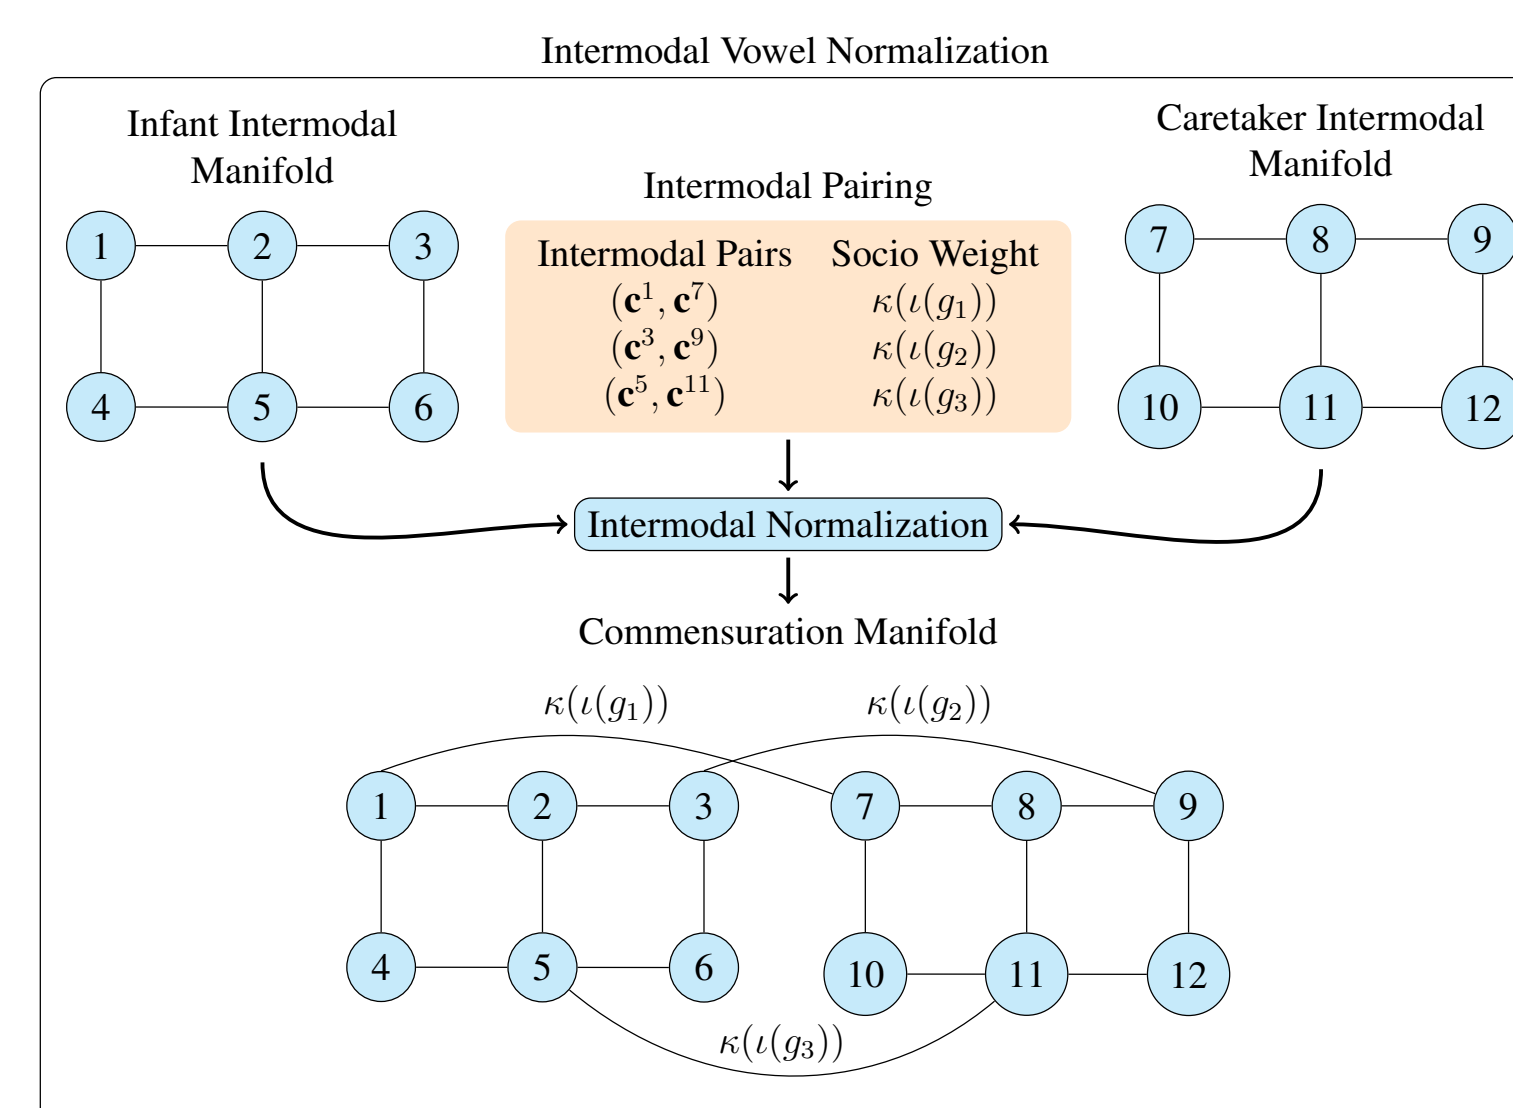 Intermodal Vowel Normalization
Infant Intermodal
Manifold
1 2 3
4 5 6
Intermodal Pairing
Intermodal Pairs Socio Weight
(𝐜¹, 𝐜⁷) κ(ι(g₁))
(𝐜³, 𝐜⁹) κ(ι(g₂))
(𝐜⁵, 𝐜¹¹) κ(ι(g₃))
Caretaker Intermodal
Manifold
7 8 9
10 11 12
Intermodal Normalization
Commensuration Manifold
κ(ι(g₁)) κ(ι(g₂))
1 2 3 7 8 9
4 5 6 10 11 12
κ(ι(g₃))